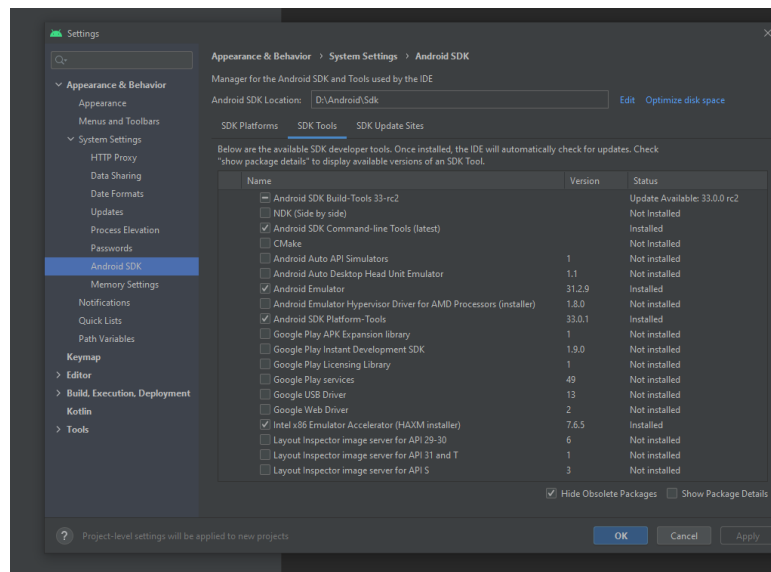 Settings
Appearance & Behavior
Appearance
Menus and Toolbars
System Settings
HTTP Proxy
Data Sharing
Date Formats
Updates
Process Elevation
Passwords
Android SDK
Memory Settings
Notifications
Quick Lists
Path Variables
Keymap
Editor
Build, Execution, Deployment
Kotlin
Tools
Appearance & Behavior › System Settings › Android SDK
Manager for the Android SDK and Tools used by the IDE
Android SDK Location: D:\Android\Sdk Edit Optimize disk space
SDK Platforms SDK Tools SDK Update Sites
Below are the available SDK developer tools. Once installed, the IDE will automatically check for updates. Check
"show package details" to display available versions of an SDK Tool.
Name Version Status
Android SDK Build-Tools 33-rc2 Update Available: 33.0.0 rc2
NDK (Side by side) Not Installed
Android SDK Command-line Tools (latest) Installed
CMake Not Installed
Android Auto API Simulators 1 Not installed
Android Auto Desktop Head Unit Emulator 1.1 Not installed
Android Emulator 31.2.9 Installed
Android Emulator Hypervisor Driver for AMD Processors (installer) 1.8.0 Not installed
Android SDK Platform-Tools 33.0.1 Installed
Google Play APK Expansion library 1 Not installed
Google Play Instant Development SDK 1.9.0 Not installed
Google Play Licensing Library 1 Not installed
Google Play services 49 Not installed
Google USB Driver 13 Not installed
Google Web Driver 2 Not installed
Intel x86 Emulator Accelerator (HAXM installer) 7.6.5 Installed
Layout Inspector image server for API 29-30 6 Not installed
Layout Inspector image server for API 31 and T 1 Not installed
Layout Inspector image server for API S 3 Not installed
Hide Obsolete Packages Show Package Details
? Project-level settings will be applied to new projects
OK Cancel Apply